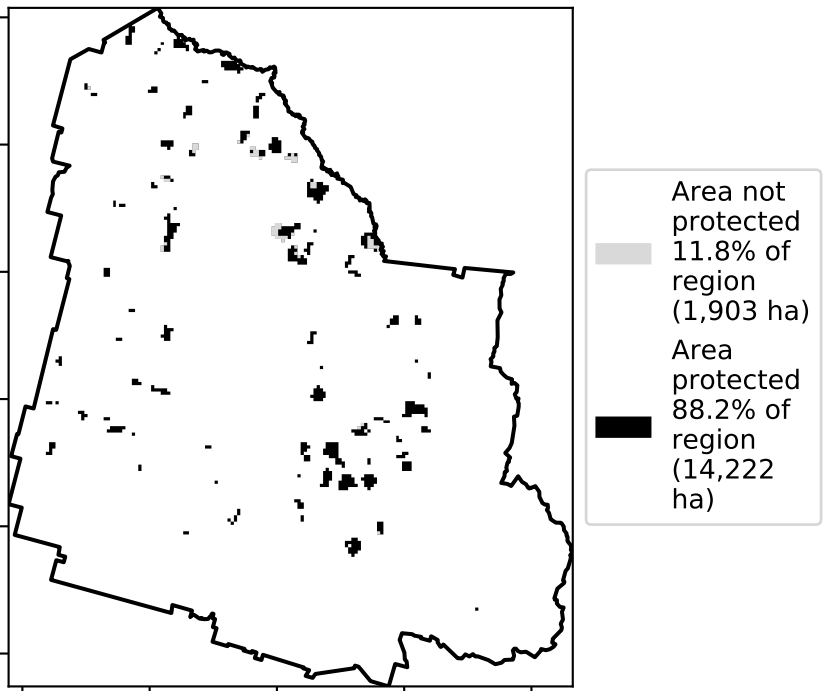 Area not
protected
11.8% of
region
(1,903 ha)
Area
protected
88.2% of
region
(14,222
ha)